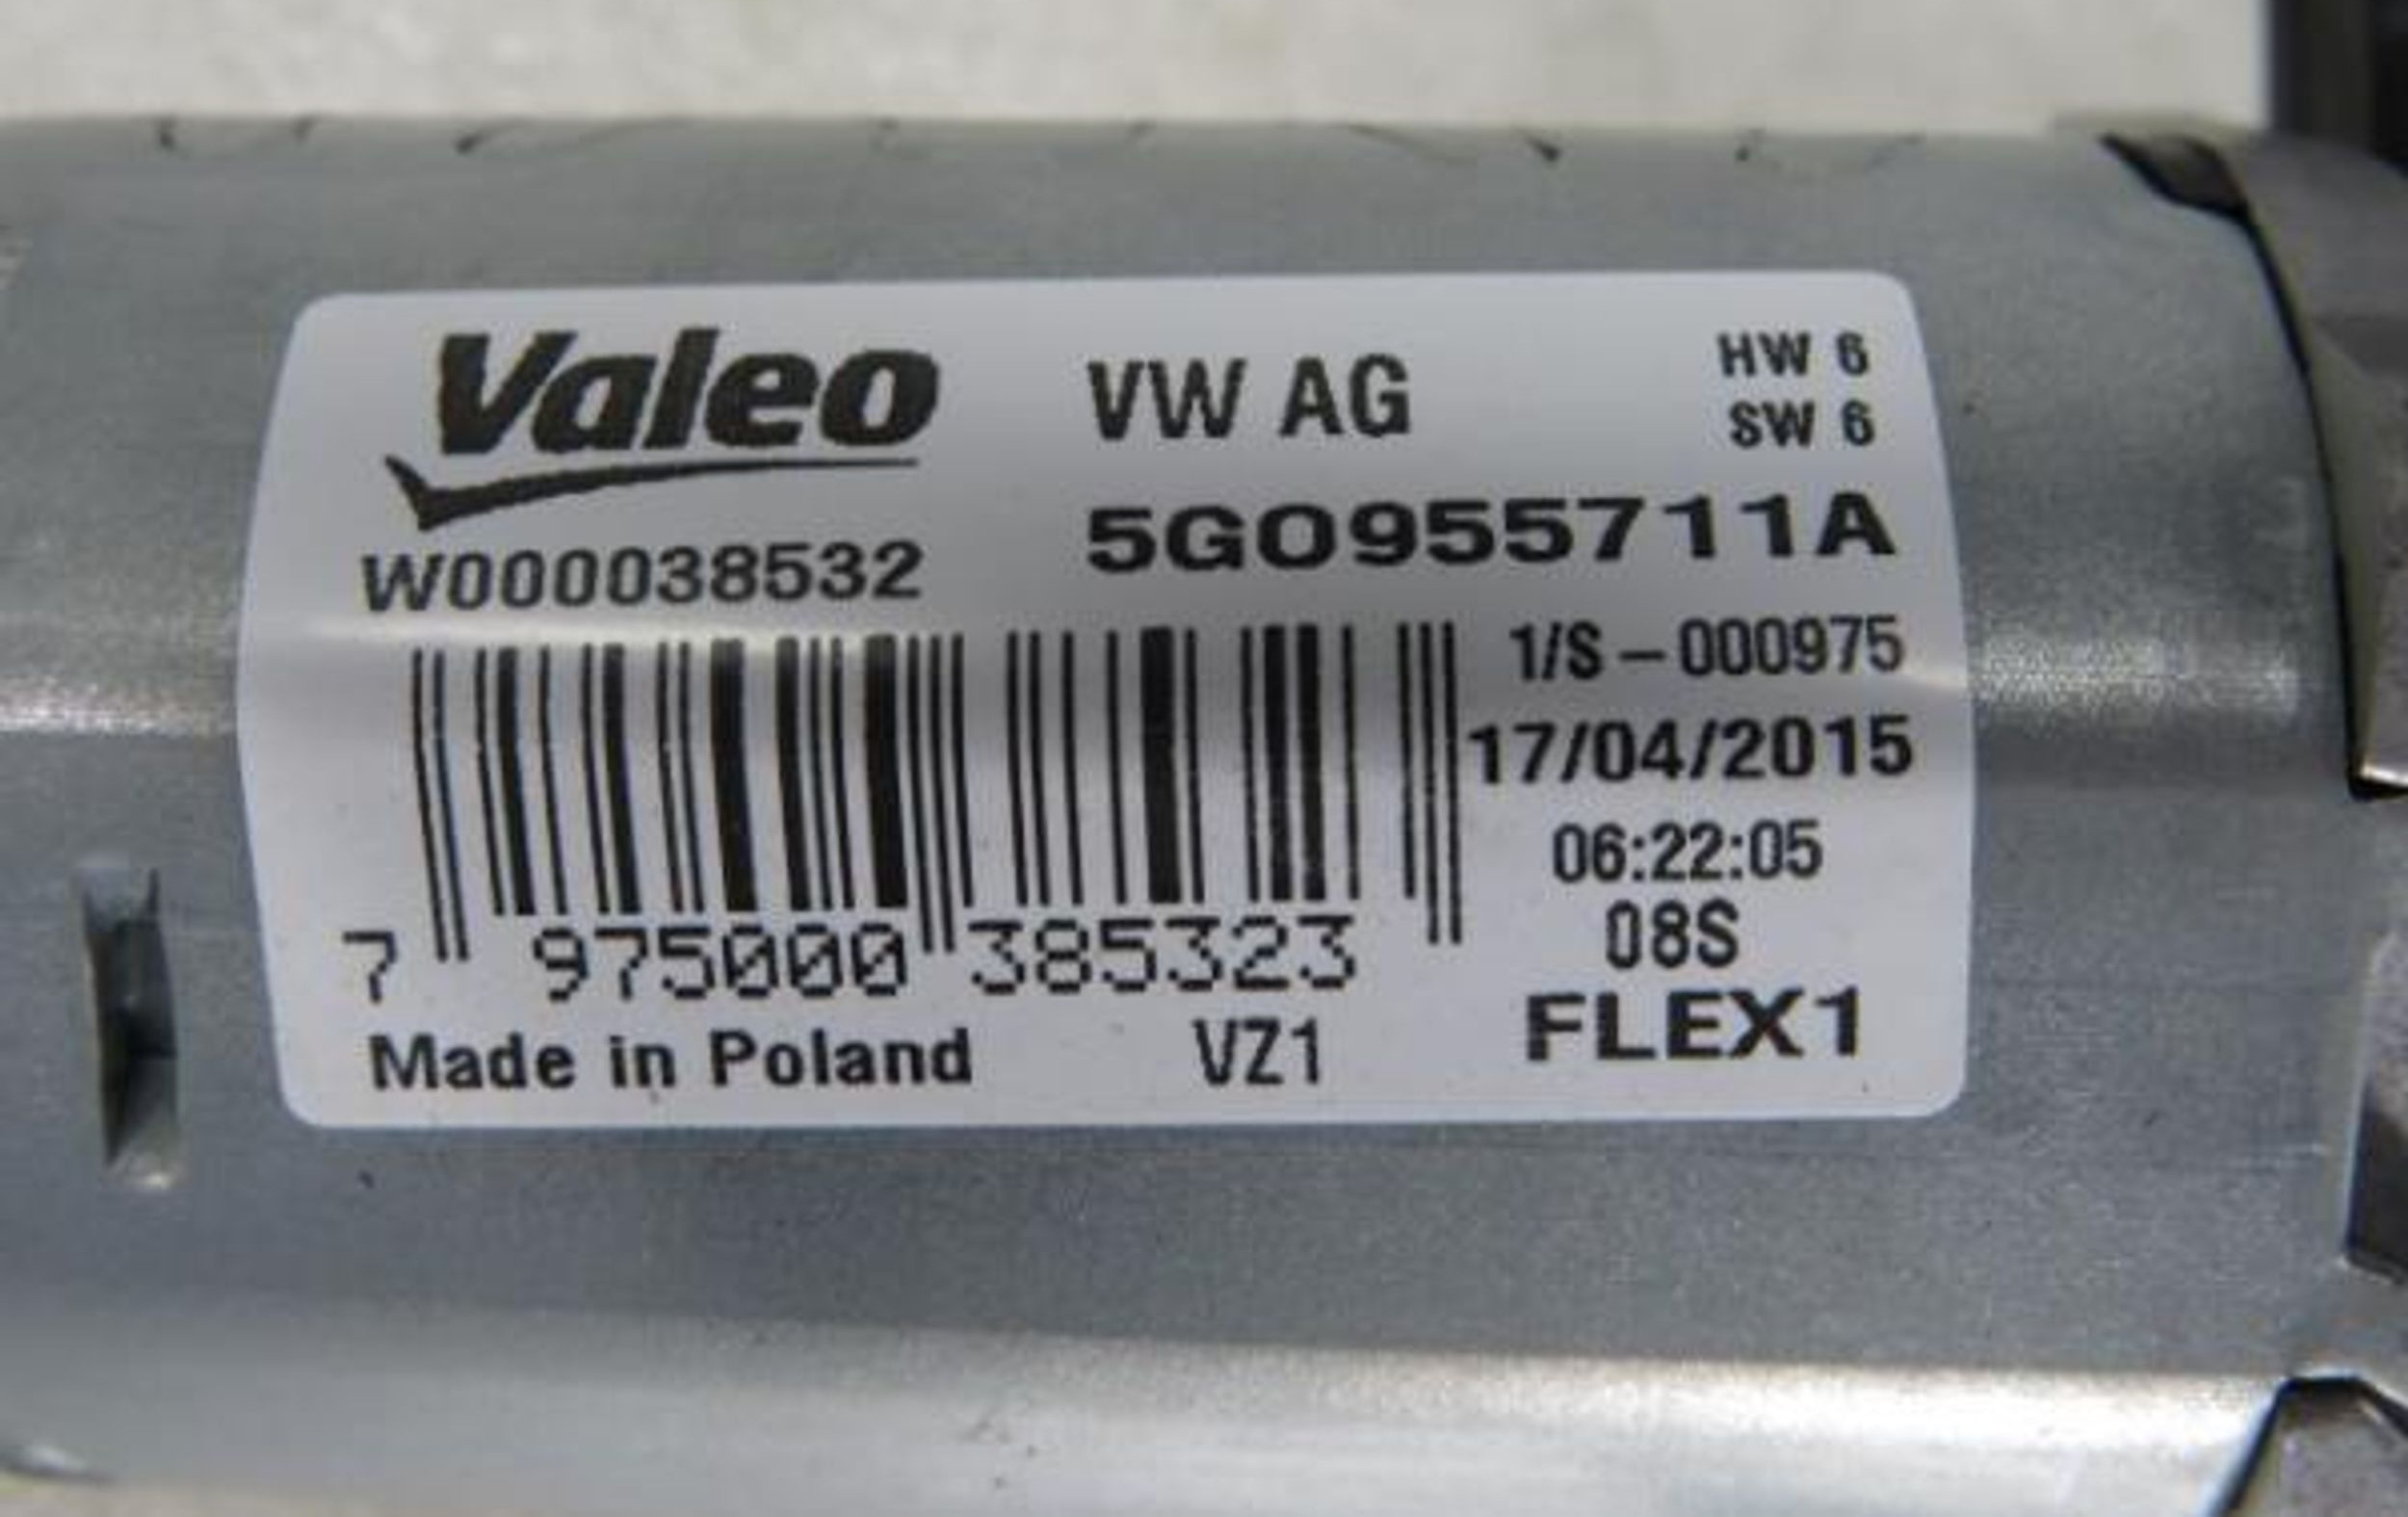 Valeo
VW AG
HW 6
SW 6
W000038532
5G0955711A
1/S-000975
17/04/2015
06:22:05
08S
FLEX1
7 975000 385323
Made in Poland
VZ1